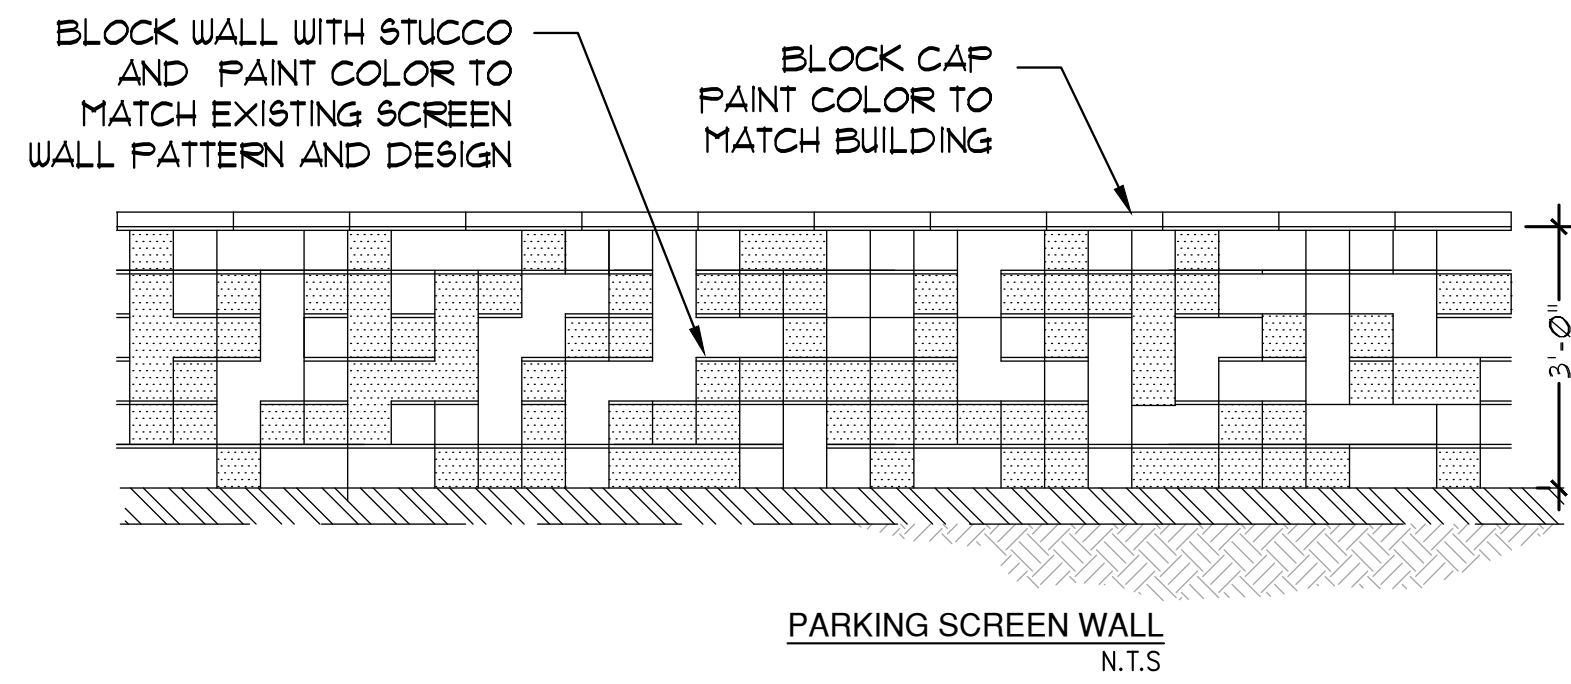 BLOCK WALL WITH STUCCO
AND PAINT COLOR TO
MATCH EXISTING SCREEN
WALL PATTERN AND DESIGN
BLOCK CAP
PAINT COLOR TO
MATCH BUILDING
3'-0"
PARKING SCREEN WALL
N.T.S